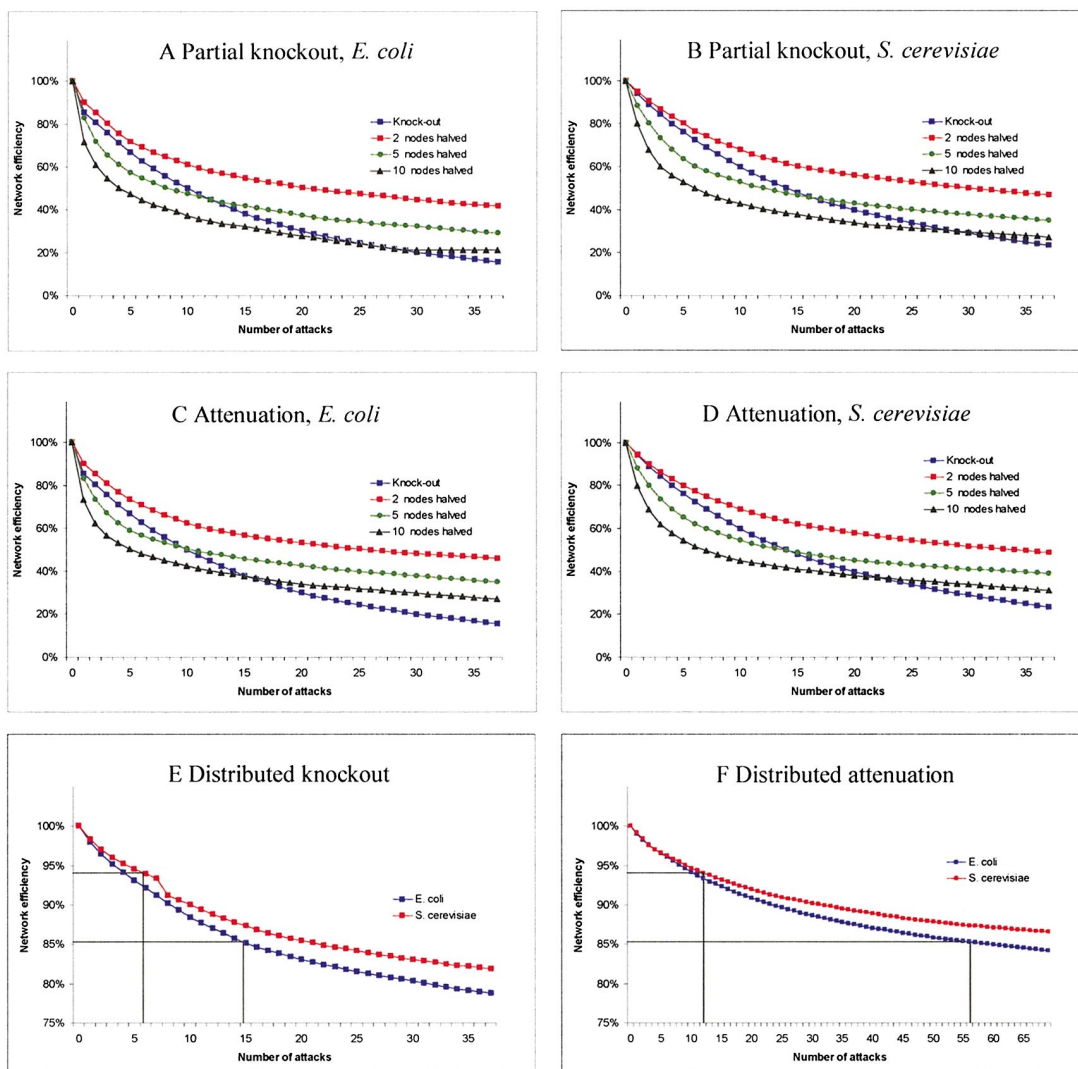 A Partial knockout, E. coli
100%
80%
60%
40%
20%
0%
Network efficiency
Knock-out
2 nodes halved
5 nodes halved
10 nodes halved
0 5 10 15 20 25 30 35
Number of attacks
B Partial knockout, S. cerevisiae
100%
80%
60%
40%
20%
0%
Network efficiency
Knock-out
2 nodes halved
5 nodes halved
10 nodes halved
0 5 10 15 20 25 30 35
Number of attacks
C Attenuation, E. coli
100%
80%
60%
40%
20%
0%
Network efficiency
Knock-out
2 nodes halved
5 nodes halved
10 nodes halved
0 5 10 15 20 25 30 35
Number of attacks
D Attenuation, S. cerevisiae
100%
80%
60%
40%
20%
0%
Network efficiency
Knock-out
2 nodes halved
5 nodes halved
10 nodes halved
0 5 10 15 20 25 30 35
Number of attacks
E Distributed knockout
100%
95%
90%
85%
80%
75%
Network efficiency
E. coli
S. cerevisiae
0 5 10 15 20 25 30 35
Number of attacks
F Distributed attenuation
100%
95%
90%
85%
80%
75%
Network efficiency
E. coli
S. cerevisiae
0 5 10 15 20 25 30 35 40 45 50 55 60 65
Number of attacks